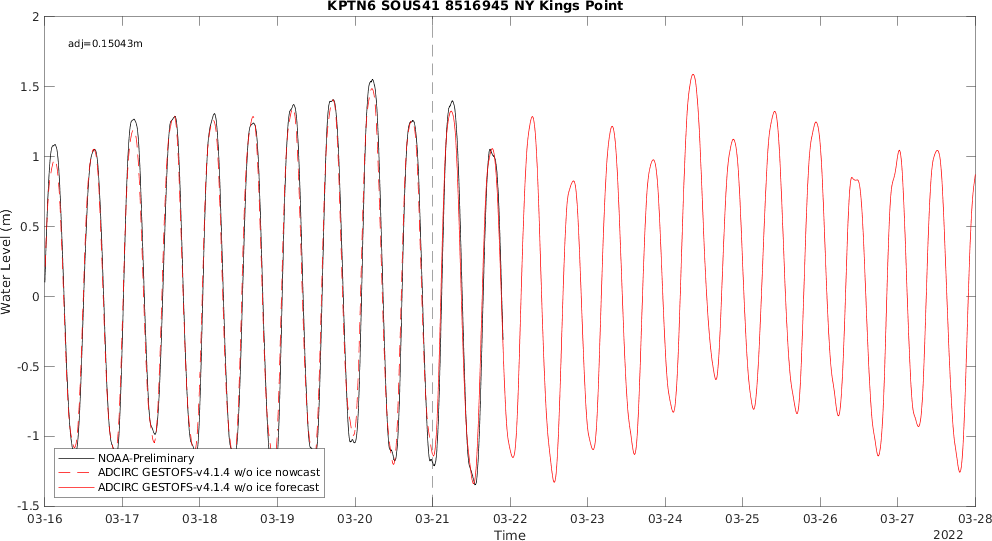 KPTN6 SOUS41 8516945 NY Kings Point
adj=0.15043m
Water Level (m)
2
1.5
1
0.5
0
-0.5
-1
-1.5
NOAA-Preliminary
ADCIRC GESTOFS-v4.1.4 w/o ice nowcast
ADCIRC GESTOFS-v4.1.4 w/o ice forecast
03-16 03-17 03-18 03-19 03-20 03-21 03-22 03-23 03-24 03-25 03-26 03-27 03-28
Time
2022